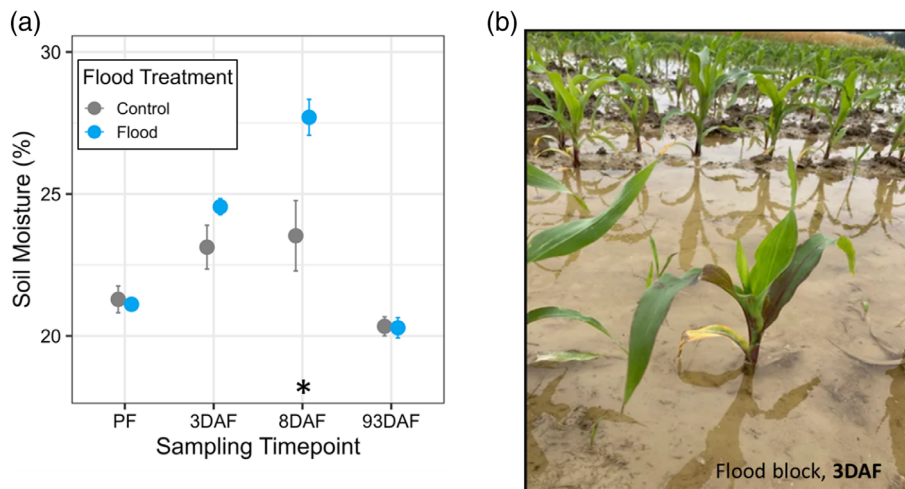 (a)
30
25
20
Soil Moisture (%)
Flood Treatment
Control
Flood
*
PF 3DAF 8DAF 93DAF
Sampling Timepoint
(b)
Flood block, 3DAF